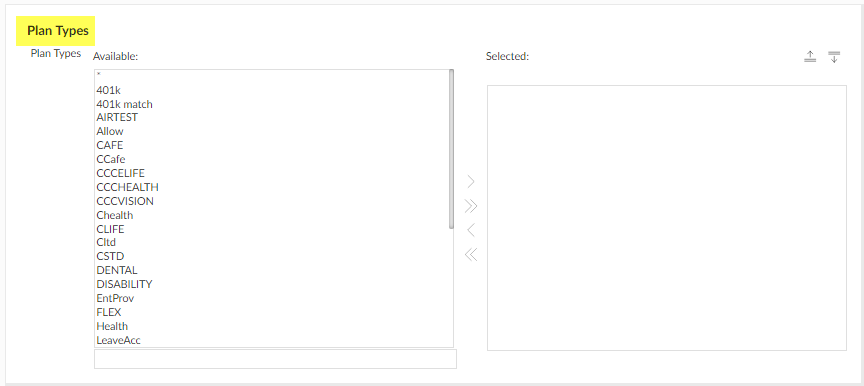 Plan Types
Plan Types Available: Selected:
*
401k
401k match
AIRTEST
Allow
CAFE
CCafe
CCCELIFE
CCCHEALTH
CCCVISION
Chealth
CLIFE
Cltd
CSTD
DENTAL
DISABILITY
EntProv
FLEX
Health
LeaveAcc